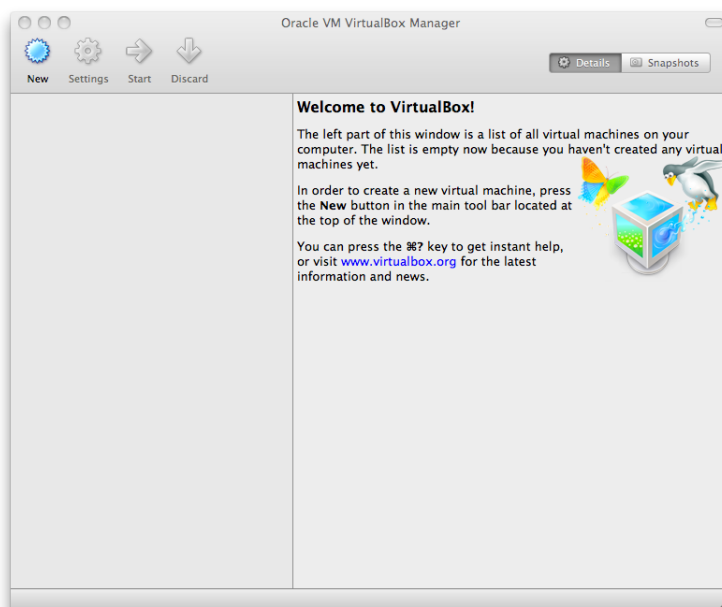 Oracle VM VirtualBox Manager
New Settings Start Discard
Details Snapshots
Welcome to VirtualBox!
The left part of this window is a list of all virtual machines on your
computer. The list is empty now because you haven't created any virtual
machines yet.
In order to create a new virtual machine, press
the New button in the main tool bar located at
the top of the window.
You can press the ⌘? key to get instant help,
or visit www.virtualbox.org for the latest
information and news.